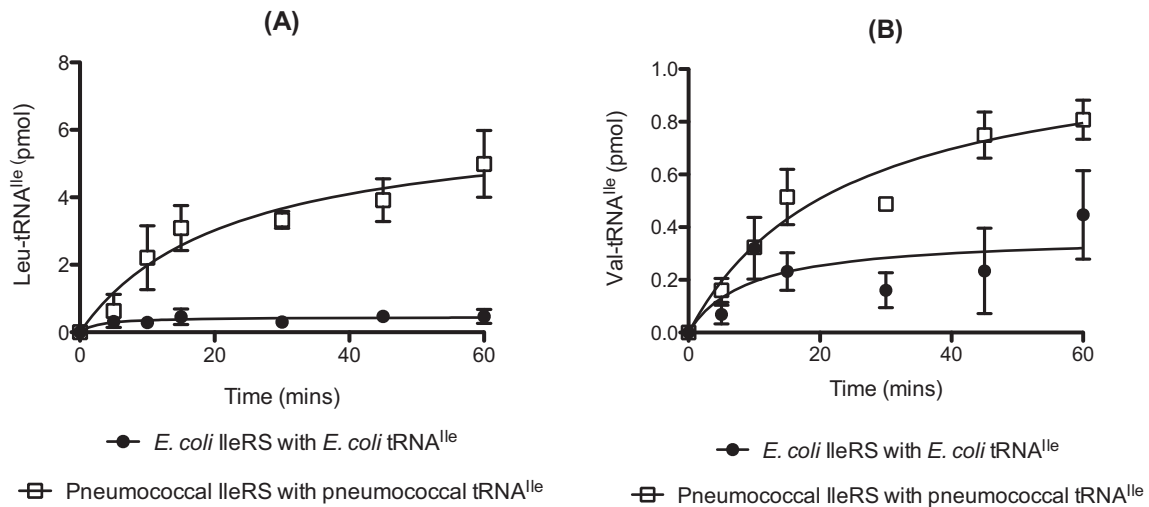 (A)
8
6
4
2
0
Leu-tRNAIle (pmol)
0 20 40 60
Time (mins)
E. coli IleRS with E. coli tRNAIle
Pneumococcal IleRS with pneumococcal tRNAIle
(B)
1.0
0.8
0.6
0.4
0.2
0.0
Val-tRNAIle (pmol)
0 20 40 60
Time (mins)
E. coli IleRS with E. coli tRNAIle
Pneumococcal IleRS with pneumococcal tRNAIle